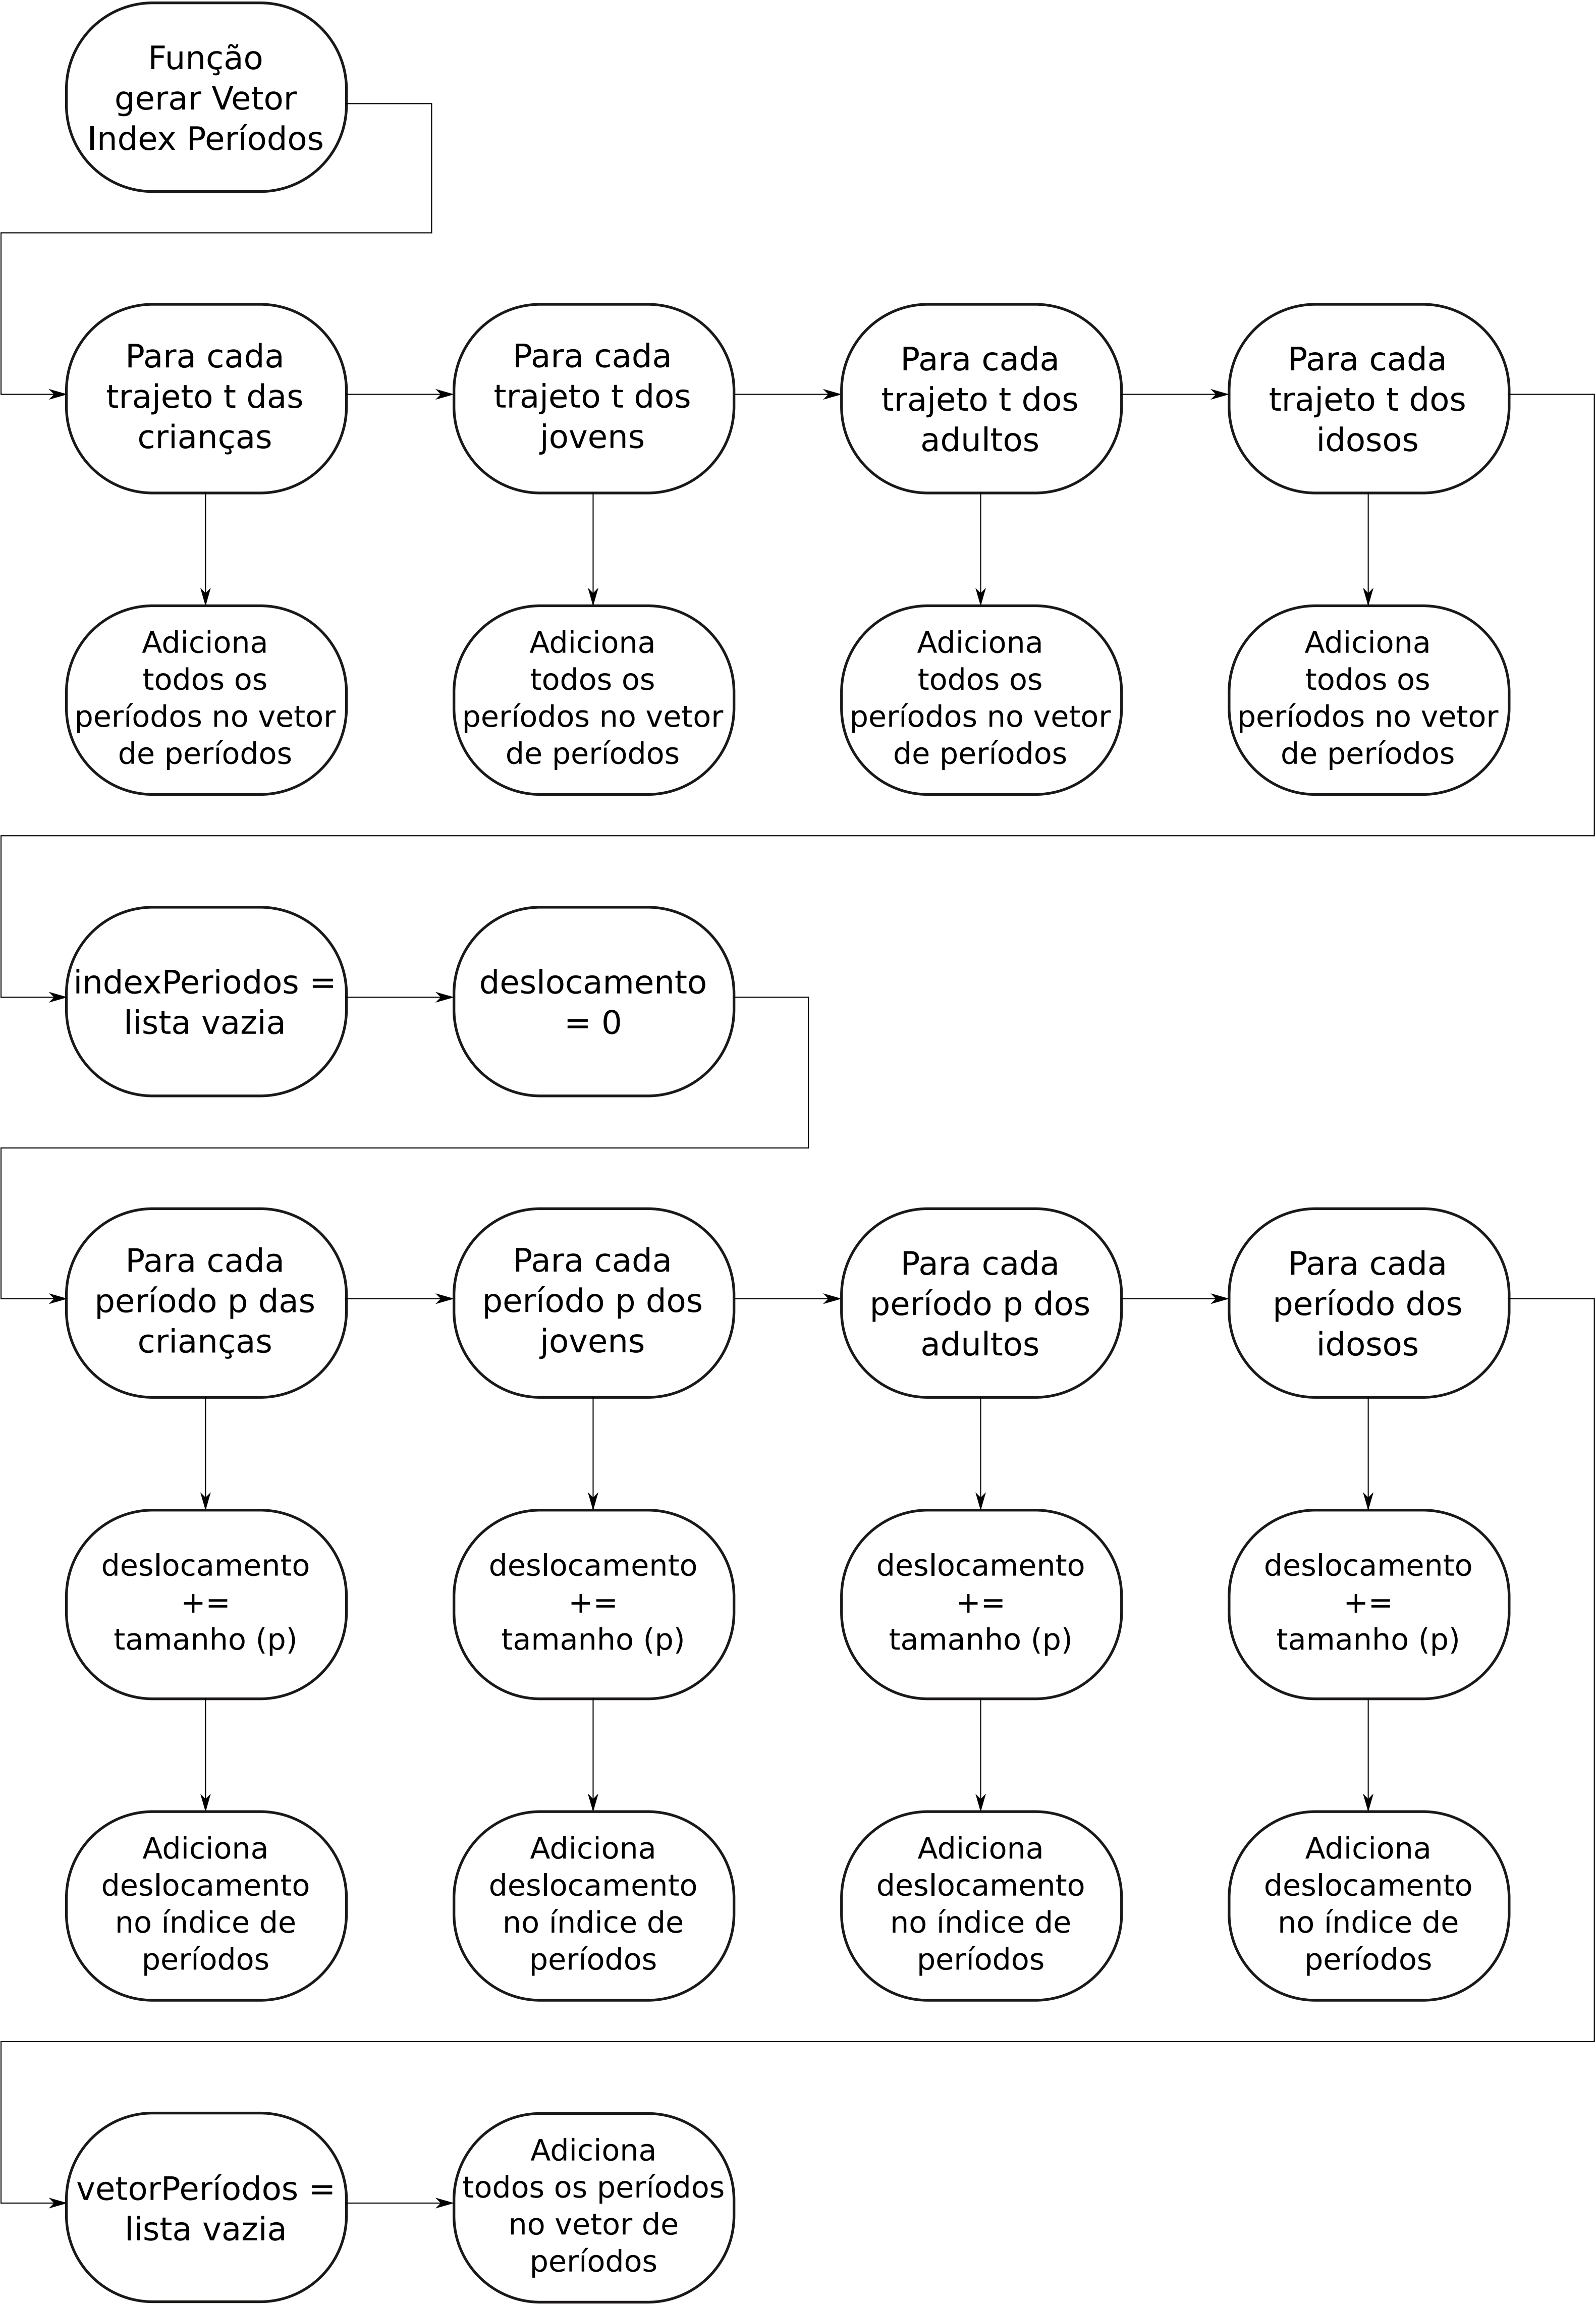 Função
gerar Vetor
Index Períodos
Para cada
trajeto t das
crianças
Para cada
trajeto t dos
jovens
Para cada
trajeto t dos
adultos
Para cada
trajeto t dos
idosos
Adiciona
todos os
períodos no vetor
de períodos
Adiciona
todos os
períodos no vetor
de períodos
Adiciona
todos os
períodos no vetor
de períodos
Adiciona
todos os
períodos no vetor
de períodos
indexPeriodos =
lista vazia
deslocamento
= 0
Para cada
período p das
crianças
Para cada
período p dos
jovens
Para cada
período p dos
adultos
Para cada
período dos
idosos
deslocamento
+=
tamanho (p)
deslocamento
+=
tamanho (p)
deslocamento
+=
tamanho (p)
deslocamento
+=
tamanho (p)
Adiciona
deslocamento
no índice de
períodos
Adiciona
deslocamento
no índice de
períodos
Adiciona
deslocamento
no índice de
períodos
Adiciona
deslocamento
no índice de
períodos
vetorPeríodos =
lista vazia
Adiciona
todos os períodos
no vetor de
períodos